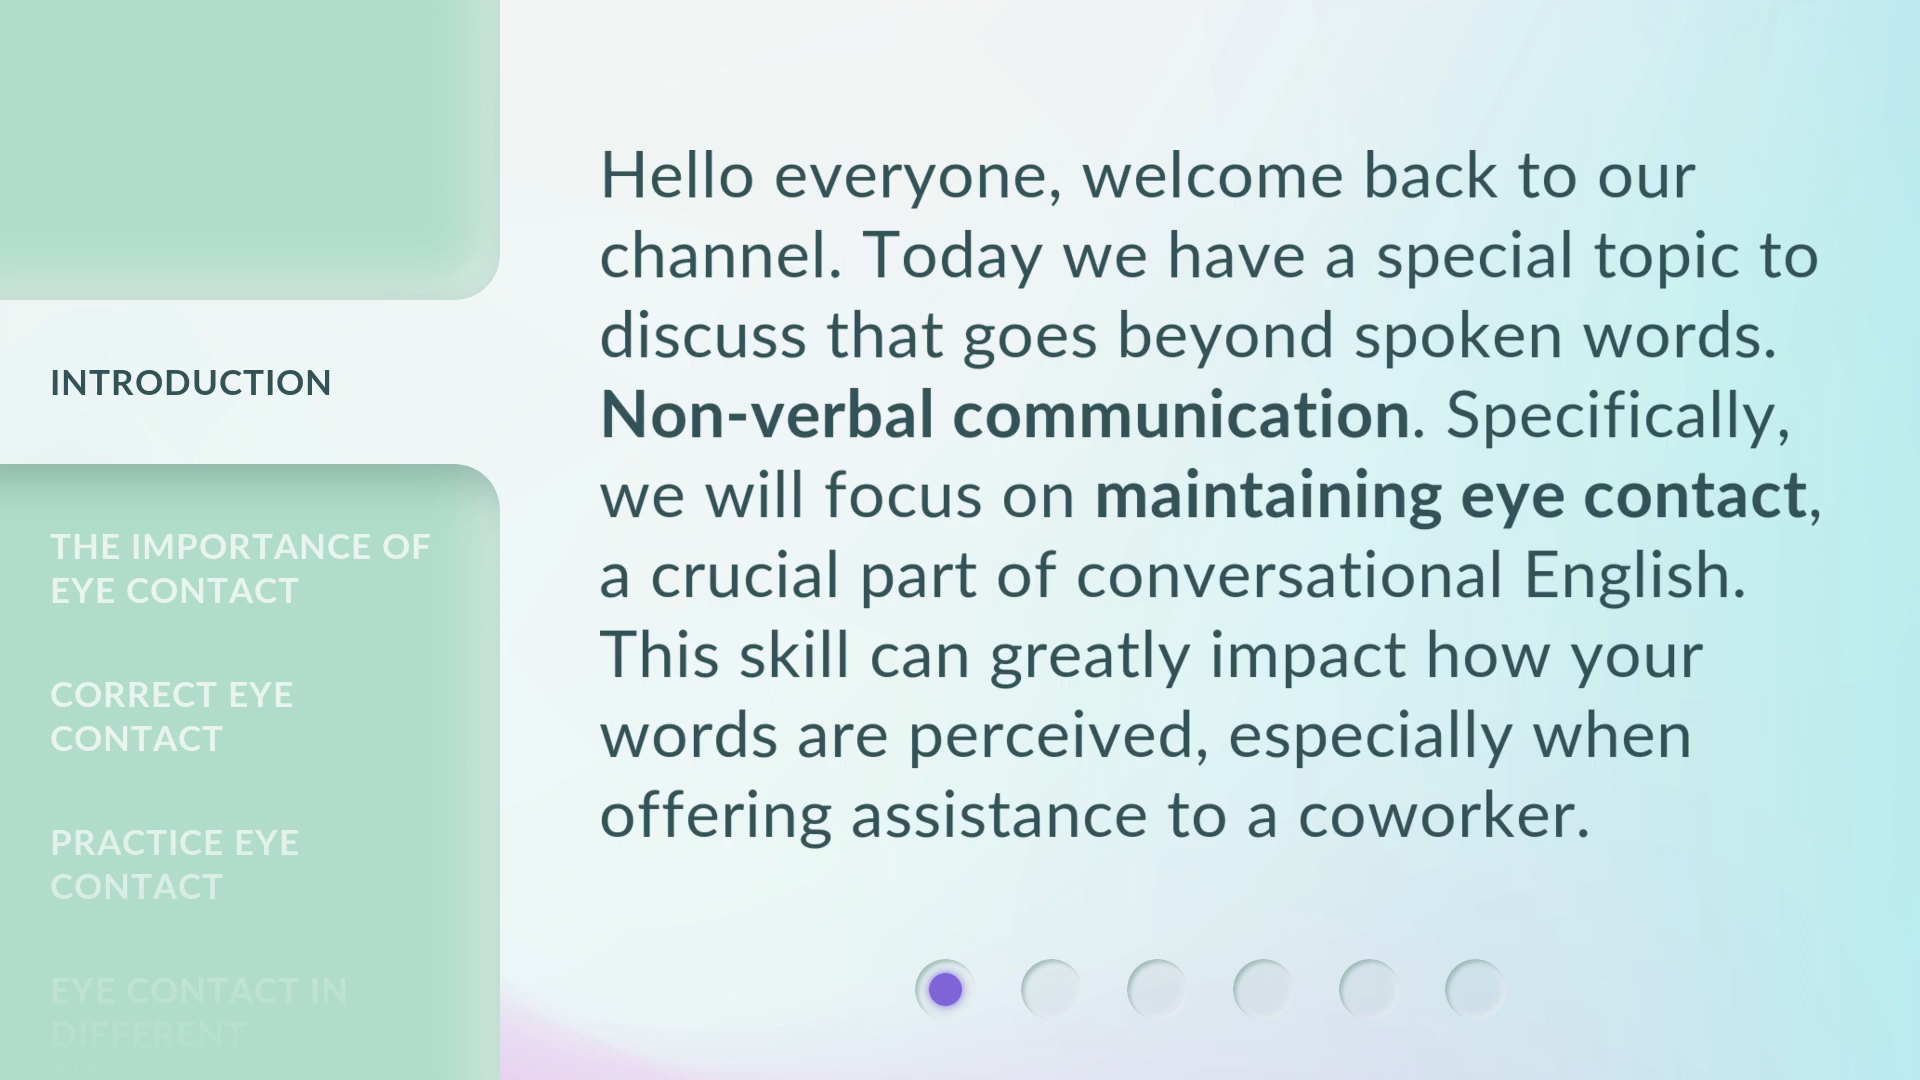 INTRODUCTION
THE IMPORTANCE OF
EYE CONTACT
CORRECT EYE
CONTACT
PRACTICE EYE
CONTACT
EYE CONTACT IN
DIFFERENT
Hello everyone, welcome back to our
channel. Today we have a special topic to
discuss that goes beyond spoken words.
Non-verbal communication. Specifically,
we will focus on maintaining eye contact,
a crucial part of conversational English.
This skill can greatly impact how your
words are perceived, especially when
offering assistance to a coworker.